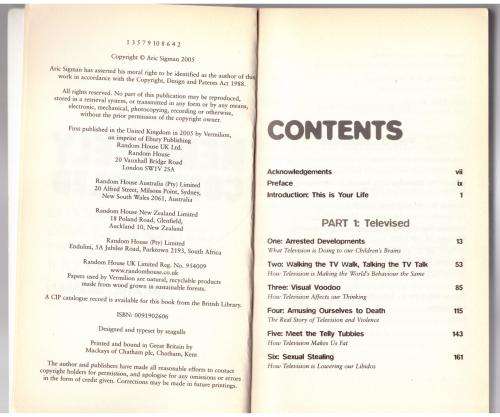 1 3 5 7 9 10 8 6 4 2
Copyright © Aric Sigman 2005
Aric Sigman has asserted his moral right to be identified as the author of this
work in accordance with the Copyright, Design and Patents Act 1988.
All rights reserved. No part of this publication may be reproduced,
stored in a retrieval system, or transmitted in any form or by any means,
electronic, mechanical, photocopying, recording or otherwise,
without the prior permission of the copyright owner.
First published in the United Kingdom in 2005 by Vermilion,
an imprint of Ebury Publishing
Random House UK Ltd.
Random House
20 Vauxhall Bridge Road
London SW1V 2SA
Random House Australia (Pty) Limited
20 Alfred Street, Milsons Point, Sydney,
New South Wales 2061, Australia
Random House New Zealand Limited
18 Poland Road, Glenfield,
Auckland 10, New Zealand
Random House (Pty) Limited
Endulini, 5A Jubilee Road, Parktown 2193, South Africa
Random House UK Limited Reg. No. 954009
www.randomhouse.co.uk
Papers used by Vermilion are natural, recyclable products
made from wood grown in sustainable forests.
A CIP catalogue record is available for this book from the British Library.
ISBN: 0091902606
Designed and typeset by seagulls
Printed and bound in Great Britain by
Mackays of Chatham plc, Chatham, Kent
The author and publishers have made all reasonable efforts to contact
copyright holders for permission, and apologise for any omissions or errors
in the form of credit given. Corrections may be made in future printings.
CONTENTS
Acknowledgements vii
Preface ix
Introduction: This is Your Life 1
PART 1: Televised
One: Arrested Developments 13
What Television is Doing to our Children's Brains
Two: Walking the TV Walk, Talking the TV Talk 53
How Television is Making the World's Behaviour the Same
Three: Visual Voodoo 85
How Television Affects our Thinking
Four: Amusing Ourselves to Death 115
The Real Story of Television and Violence
Five: Meet the Telly Tubbies 143
How Television Makes Us Fat
Six: Sexual Stealing 161
How Television is Lowering our Libidos